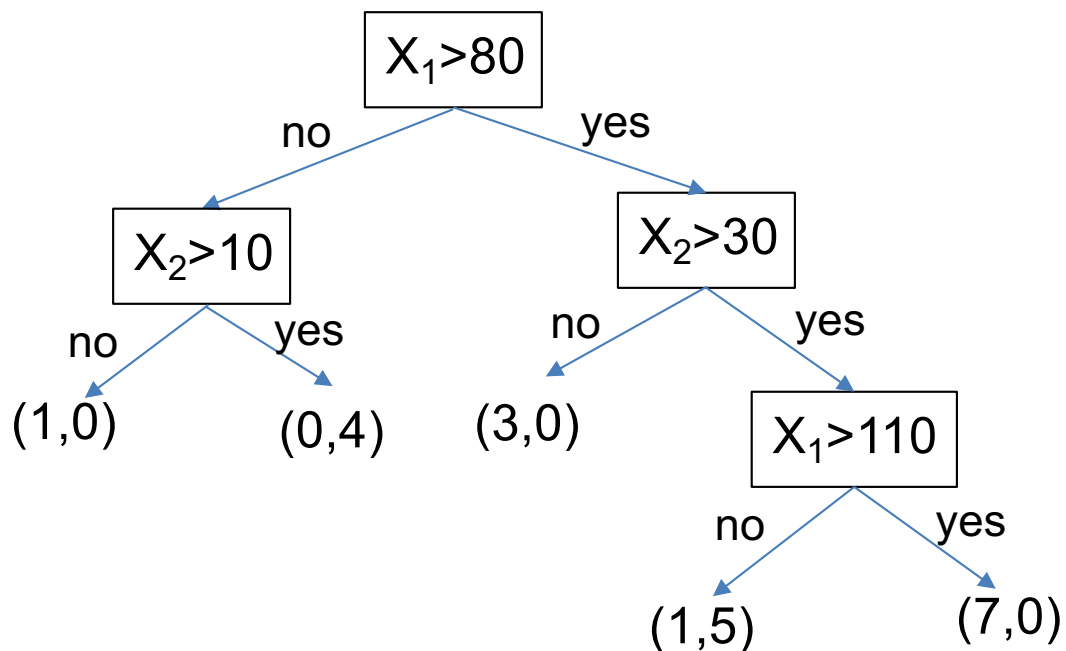 X₁>80
no
yes
X₂>10
X₂>30
no
yes
no
yes
(1,0)
(0,4)
(3,0)
X₁>110
no
yes
(1,5)
(7,0)